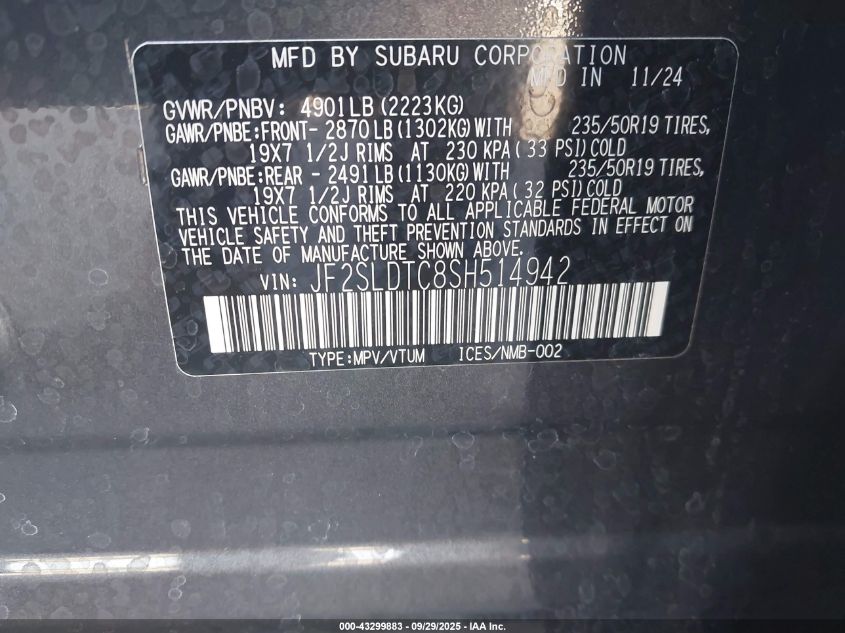 MFD BY SUBARU CORPORATION
MFD IN 11/24
GVWR/PNBV: 4901LB(2223KG)
GAWR/PNBE:FRONT- 2870LB(1302KG)WITH 235/50R19 TIRES,
19X7 1/2J RIMS AT 230 KPA( 33 PSI)COLD
GAWR/PNBE:REAR - 2491LB(1130KG)WITH 235/50R19 TIRES,
19X7 1/2J RIMS AT 220 KPA( 32 PSI)COLD
THIS VEHICLE CONFORMS TO ALL APPLICABLE FEDERAL MOTOR
VEHICLE SAFETY AND THEFT PREVENTION STANDARDS IN EFFECT ON
THE DATE OF MANUFACTURE SHOWN ABOVE.
VIN: JF2SLDTC8SH514942
TYPE:MPV/VTUM ICES/NMB-002
000-43299883 - 09/29/2025 - IAA Inc.